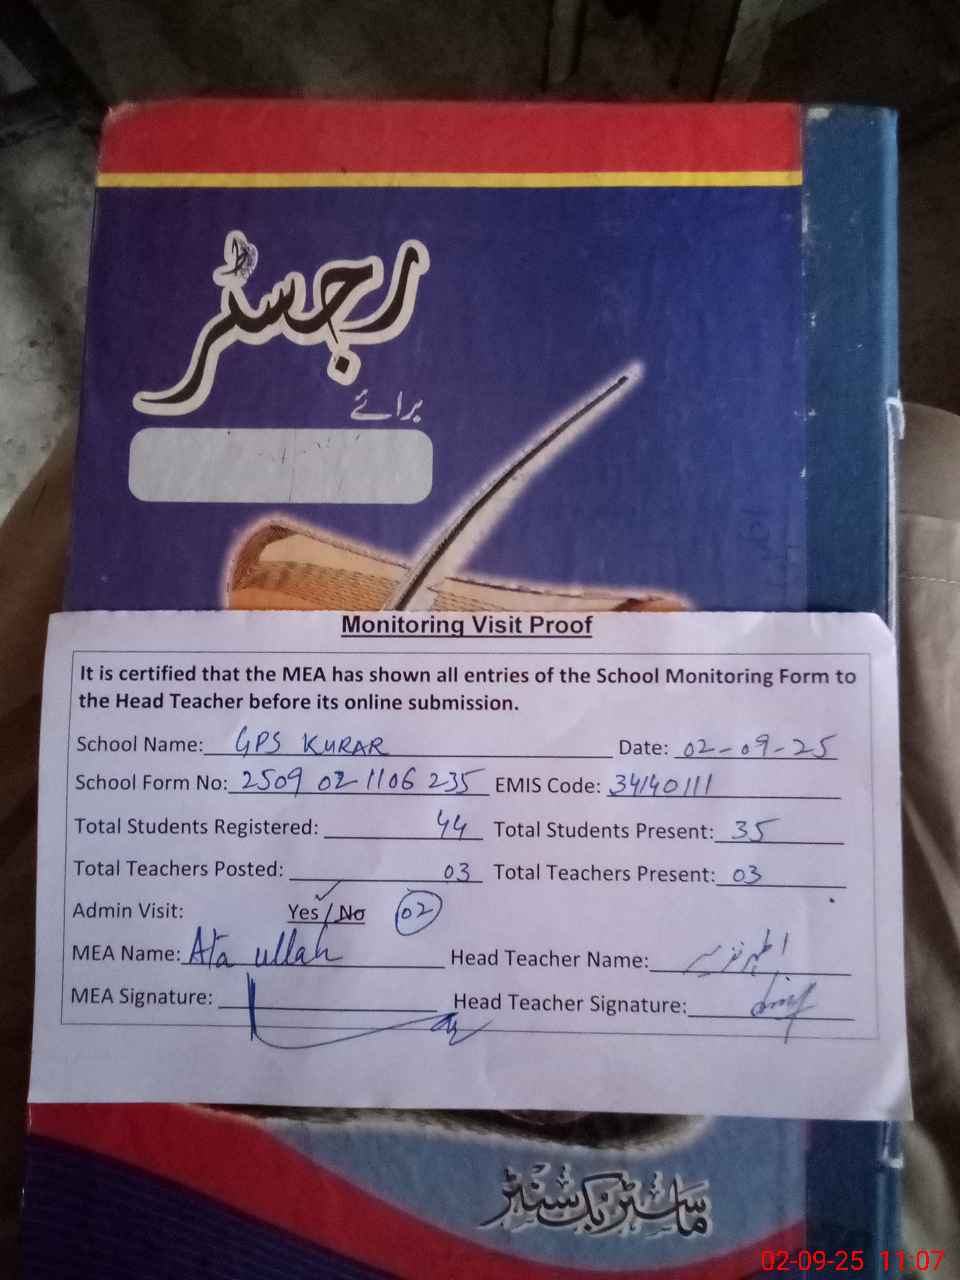 رجسٹر
برائے
Monitoring Visit Proof
It is certified that the MEA has shown all entries of the School Monitoring Form to
the Head Teacher before its online submission.
School Name: GPS KURAR Date: 02-09-25
School Form No: 2509 02 1106 235 EMIS Code: 34140111
Total Students Registered: 44 Total Students Present: 35
Total Teachers Posted: 03 Total Teachers Present: 03
Admin Visit: Yes / No 02
MEA Name: Ata ullah Head Teacher Name:
MEA Signature: Head Teacher Signature:
ماسٹر بک سنٹر
02-09-25 11:07